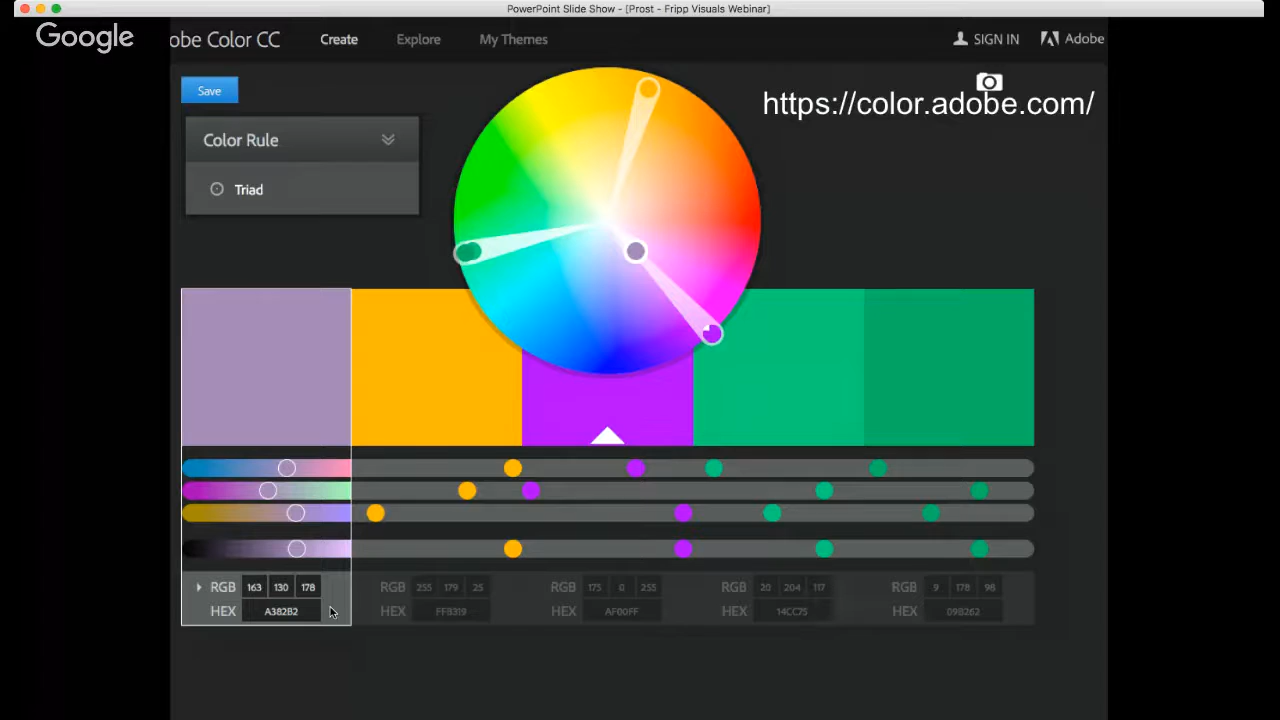 PowerPoint Slide Show - [Prost - Fripp Visuals Webinar]
Google
obe Color CC Create Explore My Themes SIGN IN Adobe
Save
https://color.adobe.com/
Color Rule
Triad
RGB 163 130 178 RGB 255 179 25 RGB 175 0 255 RGB 20 204 117 RGB 9 178 98
HEX A382B2 HEX FFB319 HEX AF00FF HEX 14CC75 HEX 09B262